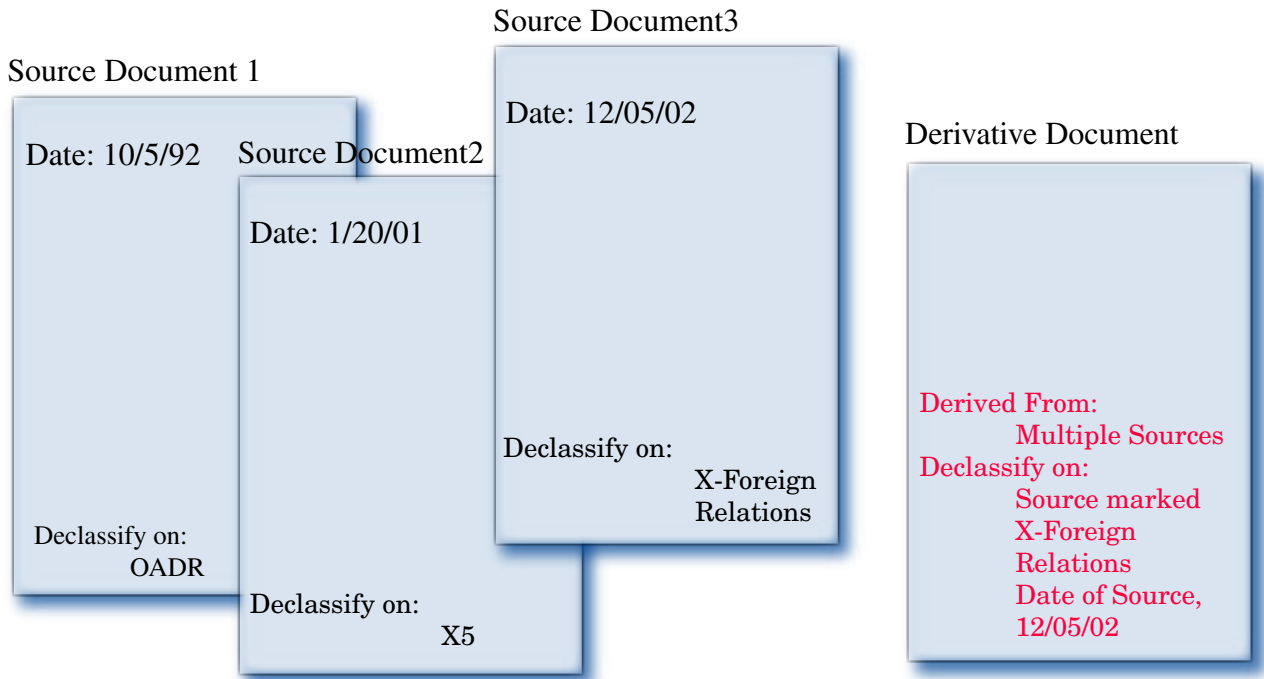 Source Document 1
Date: 10/5/92
Declassify on:
OADR
Source Document2
Date: 1/20/01
Declassify on:
X5
Source Document3
Date: 12/05/02
Declassify on:
X-Foreign
Relations
Derivative Document
Derived From:
Multiple Sources
Declassify on:
Source marked
X-Foreign
Relations
Date of Source,
12/05/02